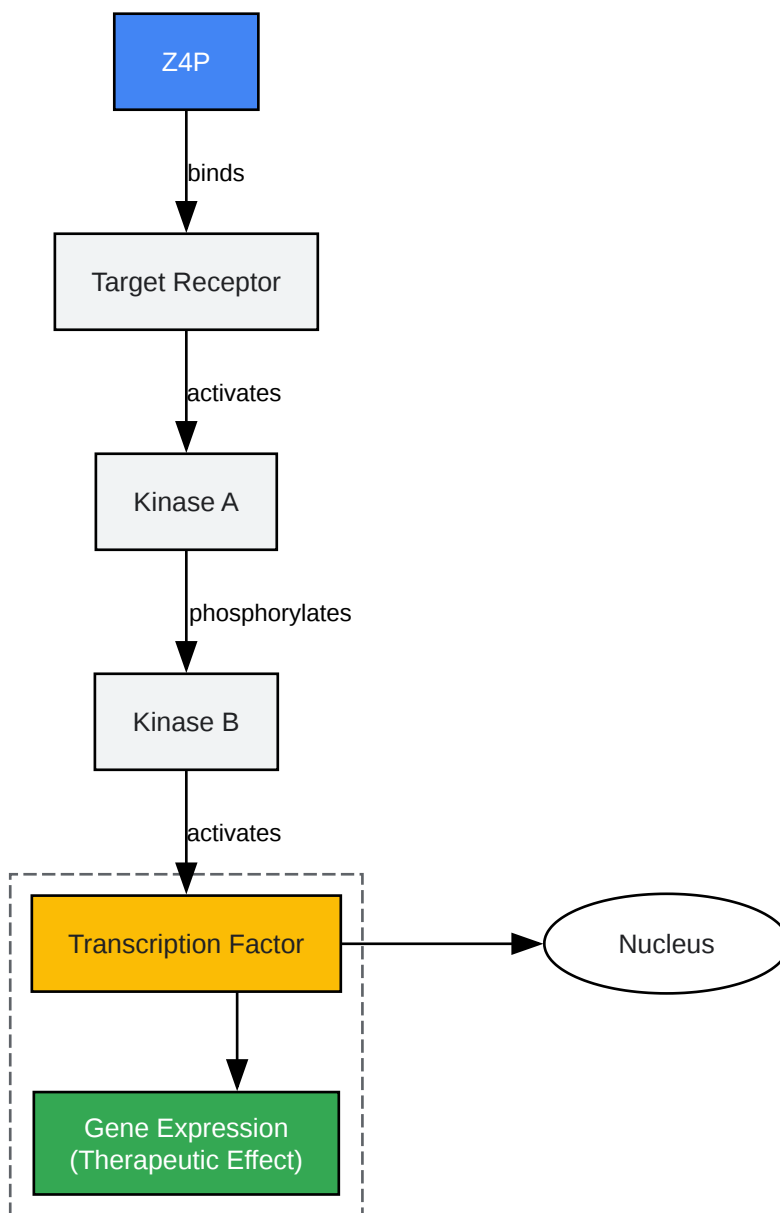 Z4P
binds
Target Receptor
activates
Kinase A
phosphorylates
Kinase B
activates
Transcription Factor
Nucleus
Gene Expression
(Therapeutic Effect)